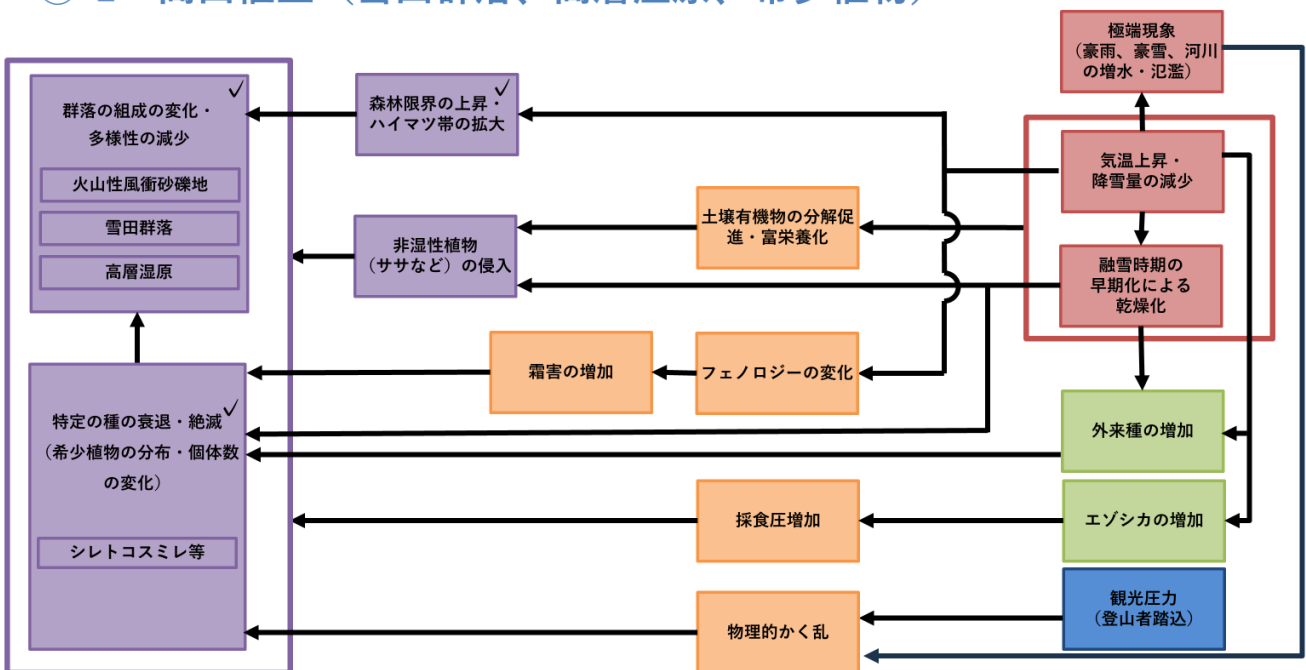 極端現象
（豪雨、豪雪、河川
の増水・氾濫）
群落の組成の変化・
多様性の減少
火山性風衝砂礫地
雪田群落
高層湿原
森林限界の上昇・
ハイマツ帯の拡大
気温上昇・
降雪量の減少
土壌有機物の分解促
進・富栄養化
非湿性植物
（ササなど）の侵入
融雪時期の
早期化による
乾燥化
霜害の増加
フェノロジーの変化
特定の種の衰退・絶滅
（希少植物の分布・個体数
の変化）
シレトコスミレ等
外来種の増加
採食圧増加
エゾシカの増加
物理的かく乱
観光圧力
（登山者踏込）